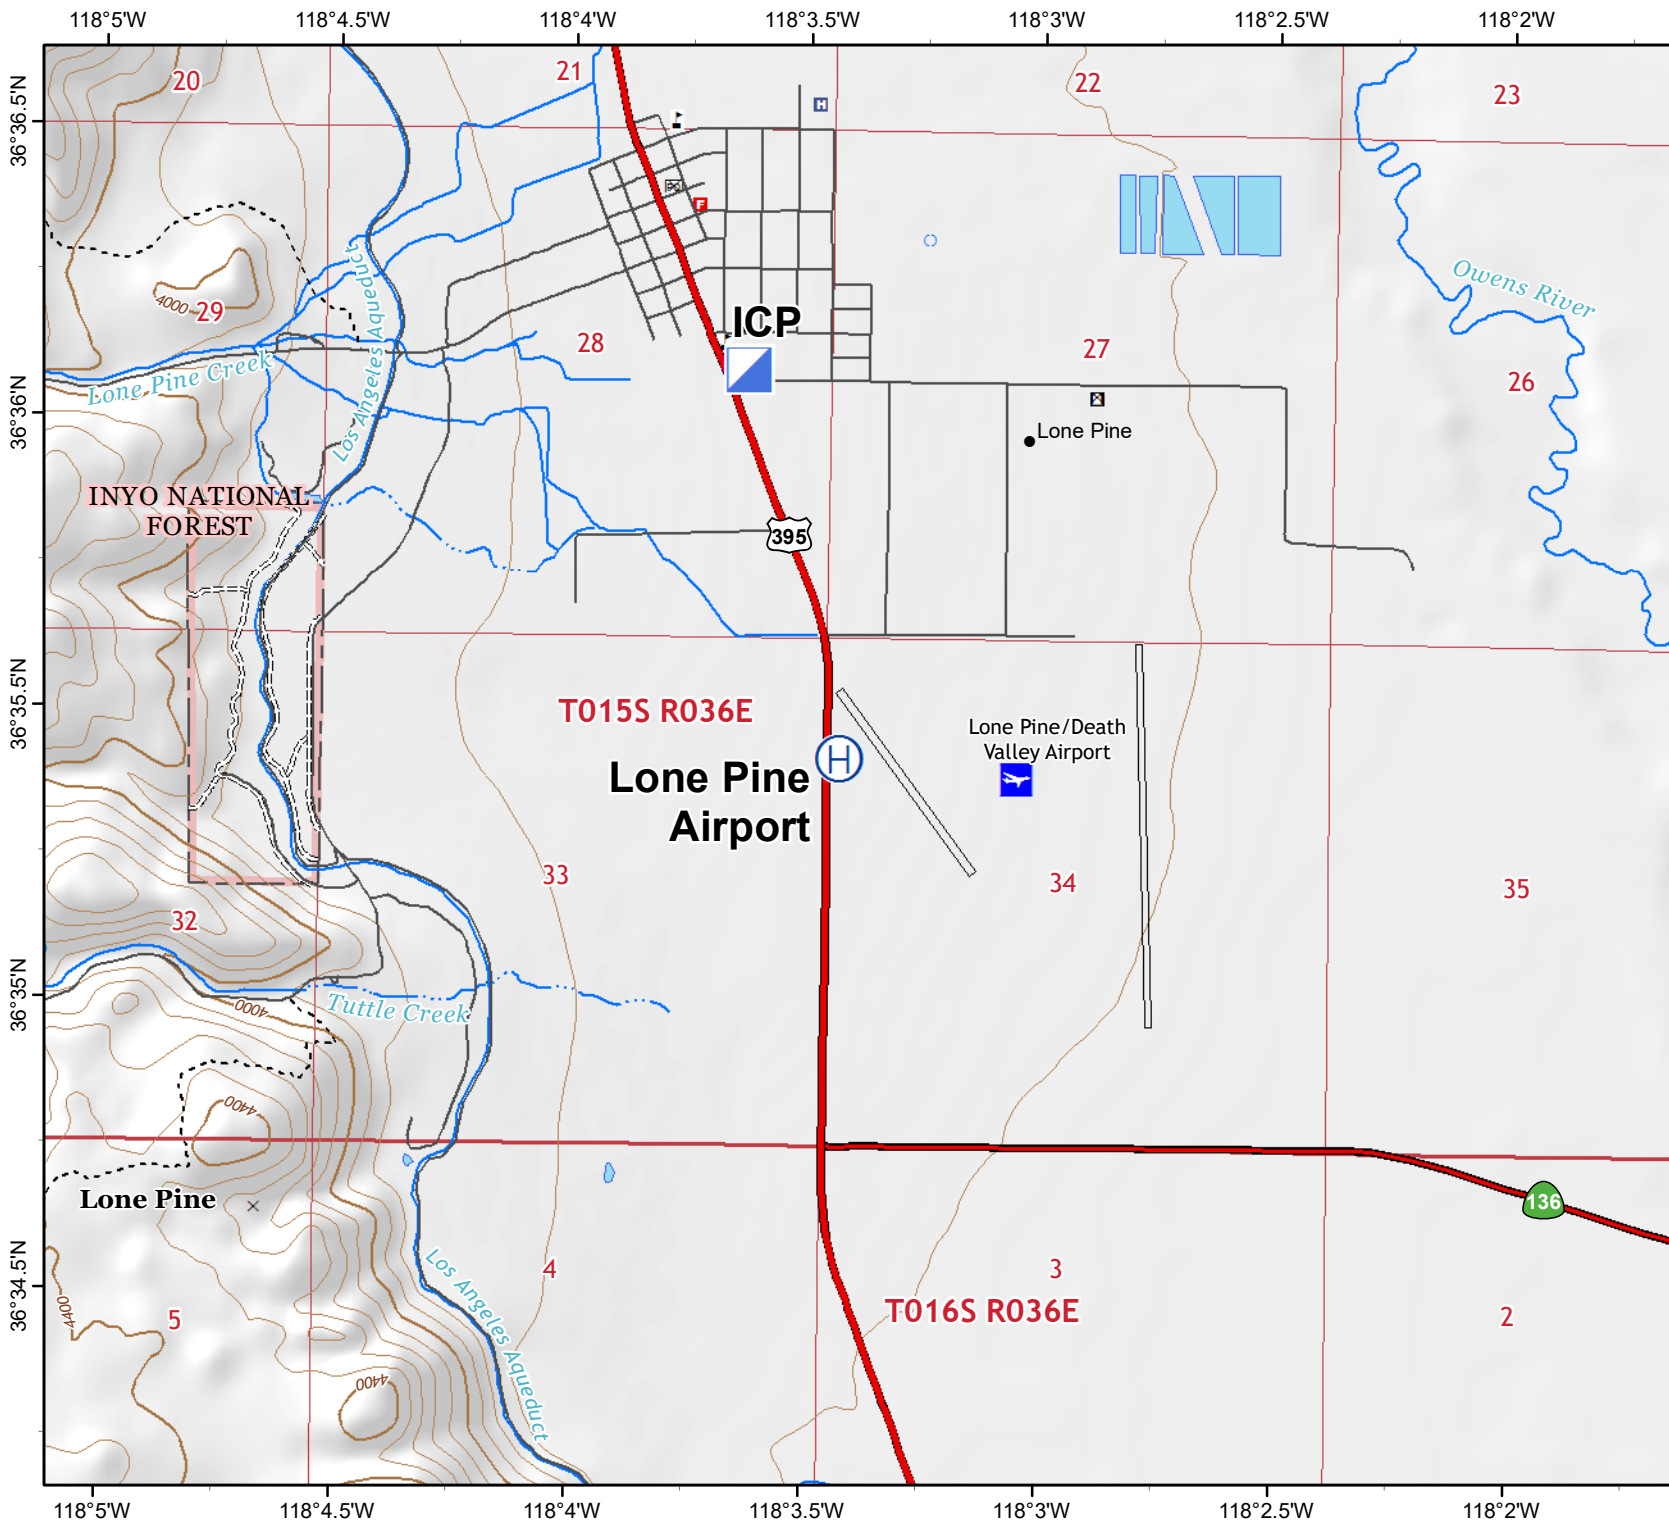 118°5'W
118°4.5'W
118°4'W
118°3.5'W
118°3'W
118°2.5'W
118°2'W
36°36.5'N
36°36'N
36°35.5'N
36°35'N
36°34.5'N
20
21
22
23
H
PO
F
Los Angeles Aqueduct
Owens River
4000
29
ICP
28
27
26
Lone Pine Creek
Lone Pine
INYO NATIONAL
FOREST
395
T015S R036E
Lone Pine/Death
Valley Airport
H
Lone Pine
Airport
33
34
35
32
4000
Tuttle Creek
4400
Lone Pine
136
Los Angeles Aqueduct
4
3
T016S R036E
5
2
4400
4400
118°5'W
118°4.5'W
118°4'W
118°3.5'W
118°3'W
118°2.5'W
118°2'W